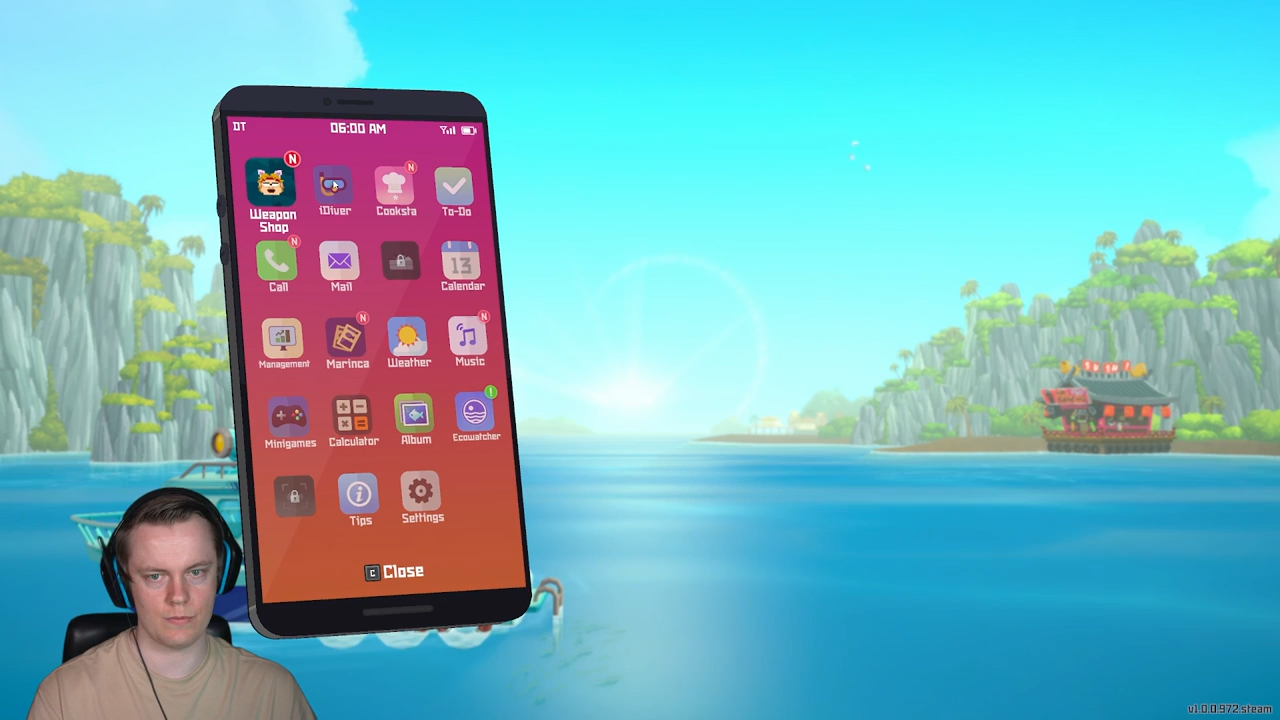 DT
06:00 AM
N
Weapon
Shop
iDiver
N
Cooksta
To-Do
N
Call
Mail
13
Calendar
Management
N
Marinca
Weather
N
Music
Minigames
Calculator
Album
!
Ecowatcher
Tips
Settings
C Close
v1.0.0.972.steam